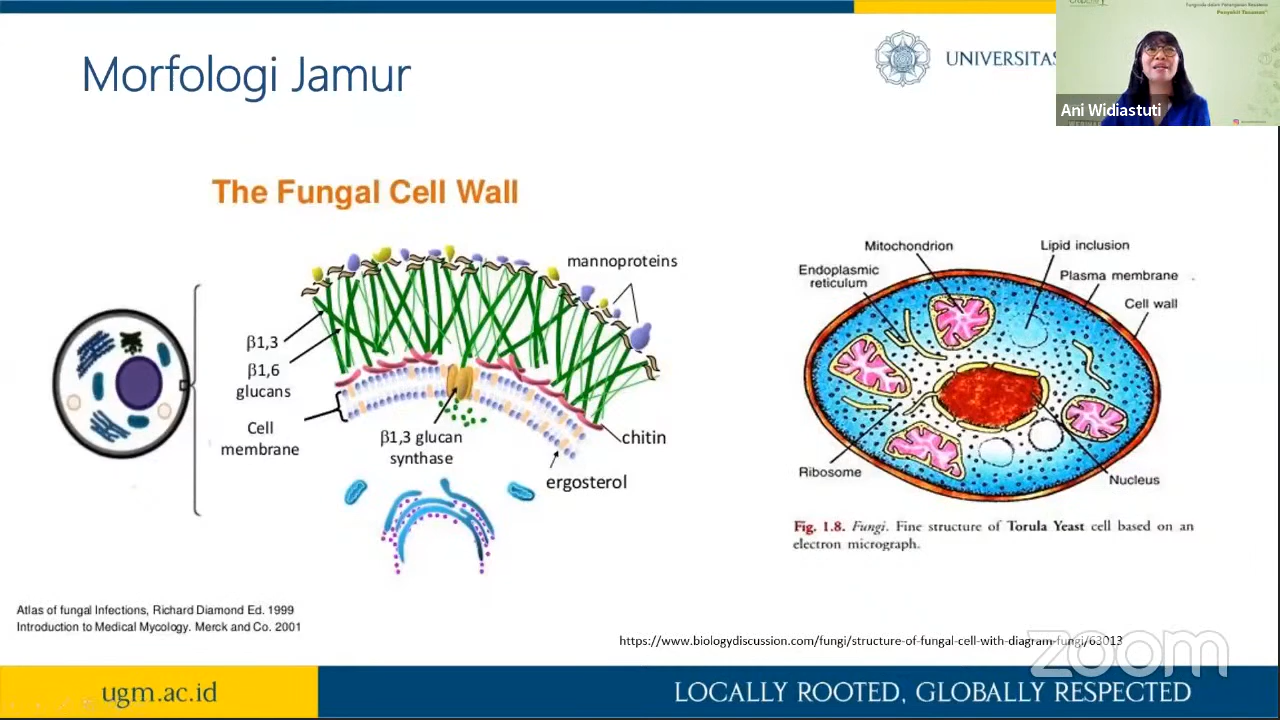 Morfologi Jamur
UNIVERSITAS
Penyakit Tanaman"
Ani Widiastuti
The Fungal Cell Wall
mannoproteins
β1,3
β1,6
glucans
Cell
membrane
β1,3 glucan
synthase
chitin
ergosterol
Mitochondrion
Lipid inclusion
Endoplasmic
reticulum
Plasma membrane
Cell wall
Ribosome
Nucleus
Fig. 1.8. Fungi. Fine structure of Torula Yeast cell based on an
electron micrograph.
Atlas of fungal Infections, Richard Diamond Ed. 1999
Introduction to Medical Mycology. Merck and Co. 2001
https://www.biologydiscussion.com/fungi/structure-of-fungal-cell-with-diagram-fungi/63013
zoom
ugm.ac.id
LOCALLY ROOTED, GLOBALLY RESPECTED